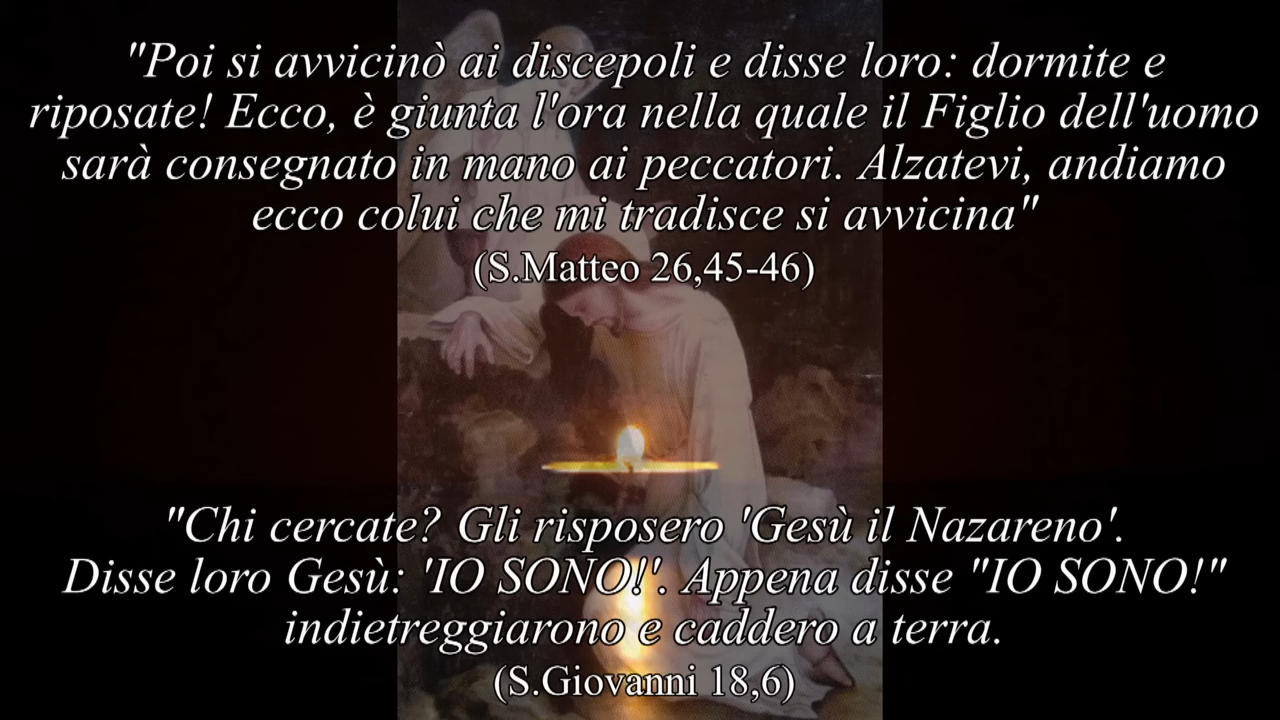 "Poi si avvicinò ai discepoli e disse loro: dormite e
riposate! Ecco, è giunta l'ora nella quale il Figlio dell'uomo
sarà consegnato in mano ai peccatori. Alzatevi, andiamo
ecco colui che mi tradisce si avvicina"
(S.Matteo 26,45-46)
"Chi cercate? Gli risposero 'Gesù il Nazareno'.
Disse loro Gesù: 'IO SONO!'. Appena disse "IO SONO!"
indietreggiarono e caddero a terra.
(S.Giovanni 18,6)